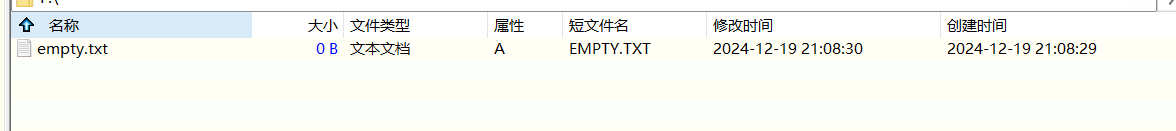 名称 大小 文件类型 属性 短文件名 修改时间 创建时间
empty.txt 0 B 文本文档 A EMPTY.TXT 2024-12-19 21:08:30 2024-12-19 21:08:29